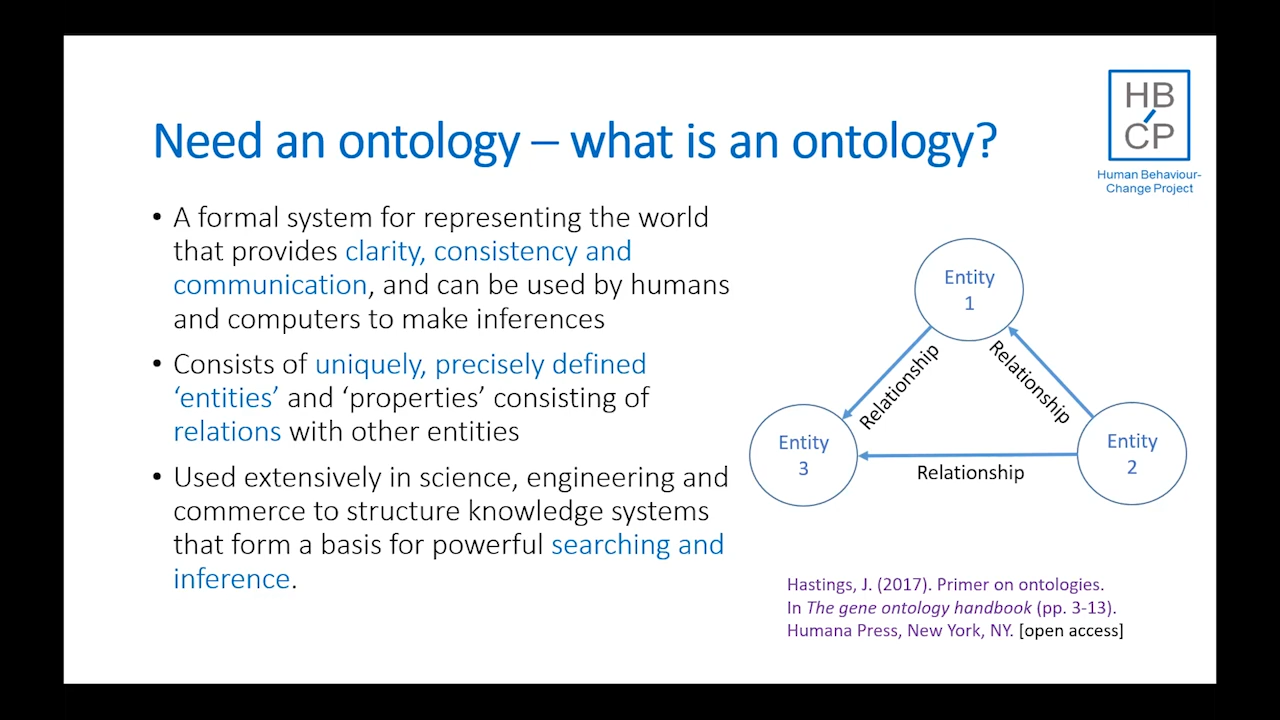 Need an ontology – what is an ontology?
HB
CP
Human Behaviour-
Change Project
• A formal system for representing the world
that provides clarity, consistency and
communication, and can be used by humans
and computers to make inferences
• Consists of uniquely, precisely defined
‘entities’ and ‘properties’ consisting of
relations with other entities
• Used extensively in science, engineering and
commerce to structure knowledge systems
that form a basis for powerful searching and
inference.
Entity
1
Relationship
Relationship
Entity
3
Entity
2
Relationship
Hastings, J. (2017). Primer on ontologies.
In The gene ontology handbook (pp. 3-13).
Humana Press, New York, NY. [open access]